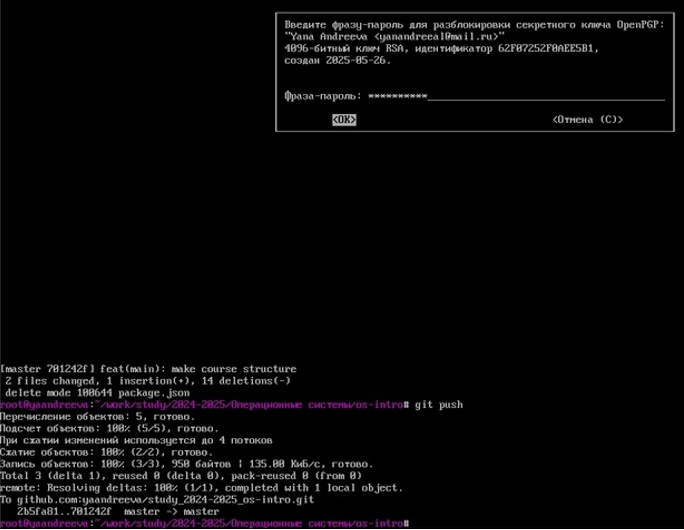 Введите фразу-пароль для разблокировки секретного ключа OpenPGP:
"Yana Andreeva <yanandreeal@mail.ru>"
4096-битный ключ RSA, идентификатор 62F07252F0AEE5B1,
создан 2025-05-26.
Фраза-пароль: **********
<OK> <Отмена (C)>
[master 701242f] feat(main): make course structure
2 files changed, 1 insertion(+), 14 deletions(-)
delete mode 100644 package.json
root@yaandreeva:~/work/study/2024-2025/Операционные системы/os-intro# git push
Перечисление объектов: 5, готово.
Подсчет объектов: 100% (5/5), готово.
При сжатии изменений используется до 4 потоков
Сжатие объектов: 100% (2/2), готово.
Запись объектов: 100% (3/3), 950 байтов | 135.00 КиБ/с, готово.
Total 3 (delta 1), reused 0 (delta 0), pack-reused 0 (from 0)
remote: Resolving deltas: 100% (1/1), completed with 1 local object.
To github.com:yaandreeva/study_2024-2025_os-intro.git
2b5fa81..701242f master -> master
root@yaandreeva:~/work/study/2024-2025/Операционные системы/os-intro#